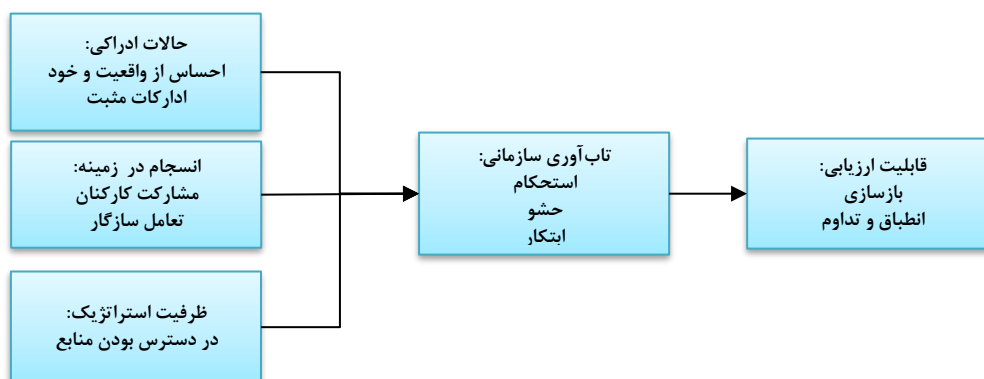 حالات ادراکی:
احساس از واقعیت و خود
ادارکات مثبت
انسجام در زمینه:
مشارکت کارکنان
تعامل سازگار
ظرفیت استراتژیک:
در دسترس بودن منابع
تاب‌آوری سازمانی:
استحکام
حشو
ابتکار
قابلیت ارزیابی:
بازسازی
انطباق و تداوم